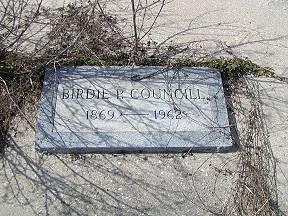 BIRDIE P. COUNCILL
1869 — 1962